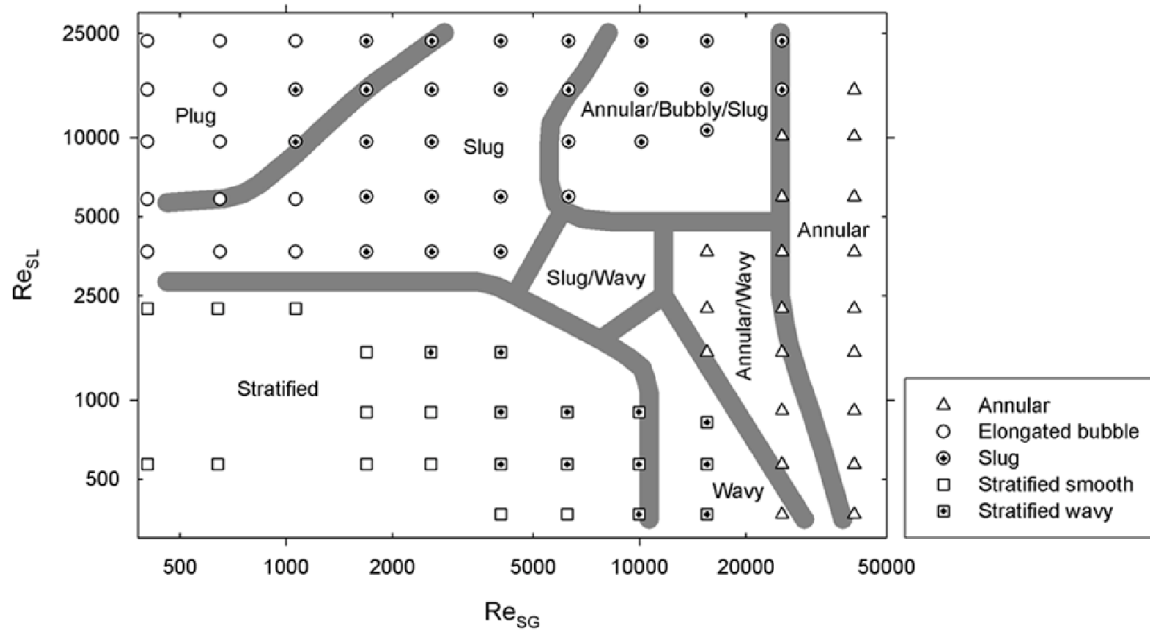 25000
10000
5000
2500
1000
500
Re_SL
Plug
Slug
Annular/Bubbly/Slug
Annular
Slug/Wavy
Annular/Wavy
Stratified
Wavy
500 1000 2000 5000 10000 20000 50000
Re_SG
Annular
Elongated bubble
Slug
Stratified smooth
Stratified wavy